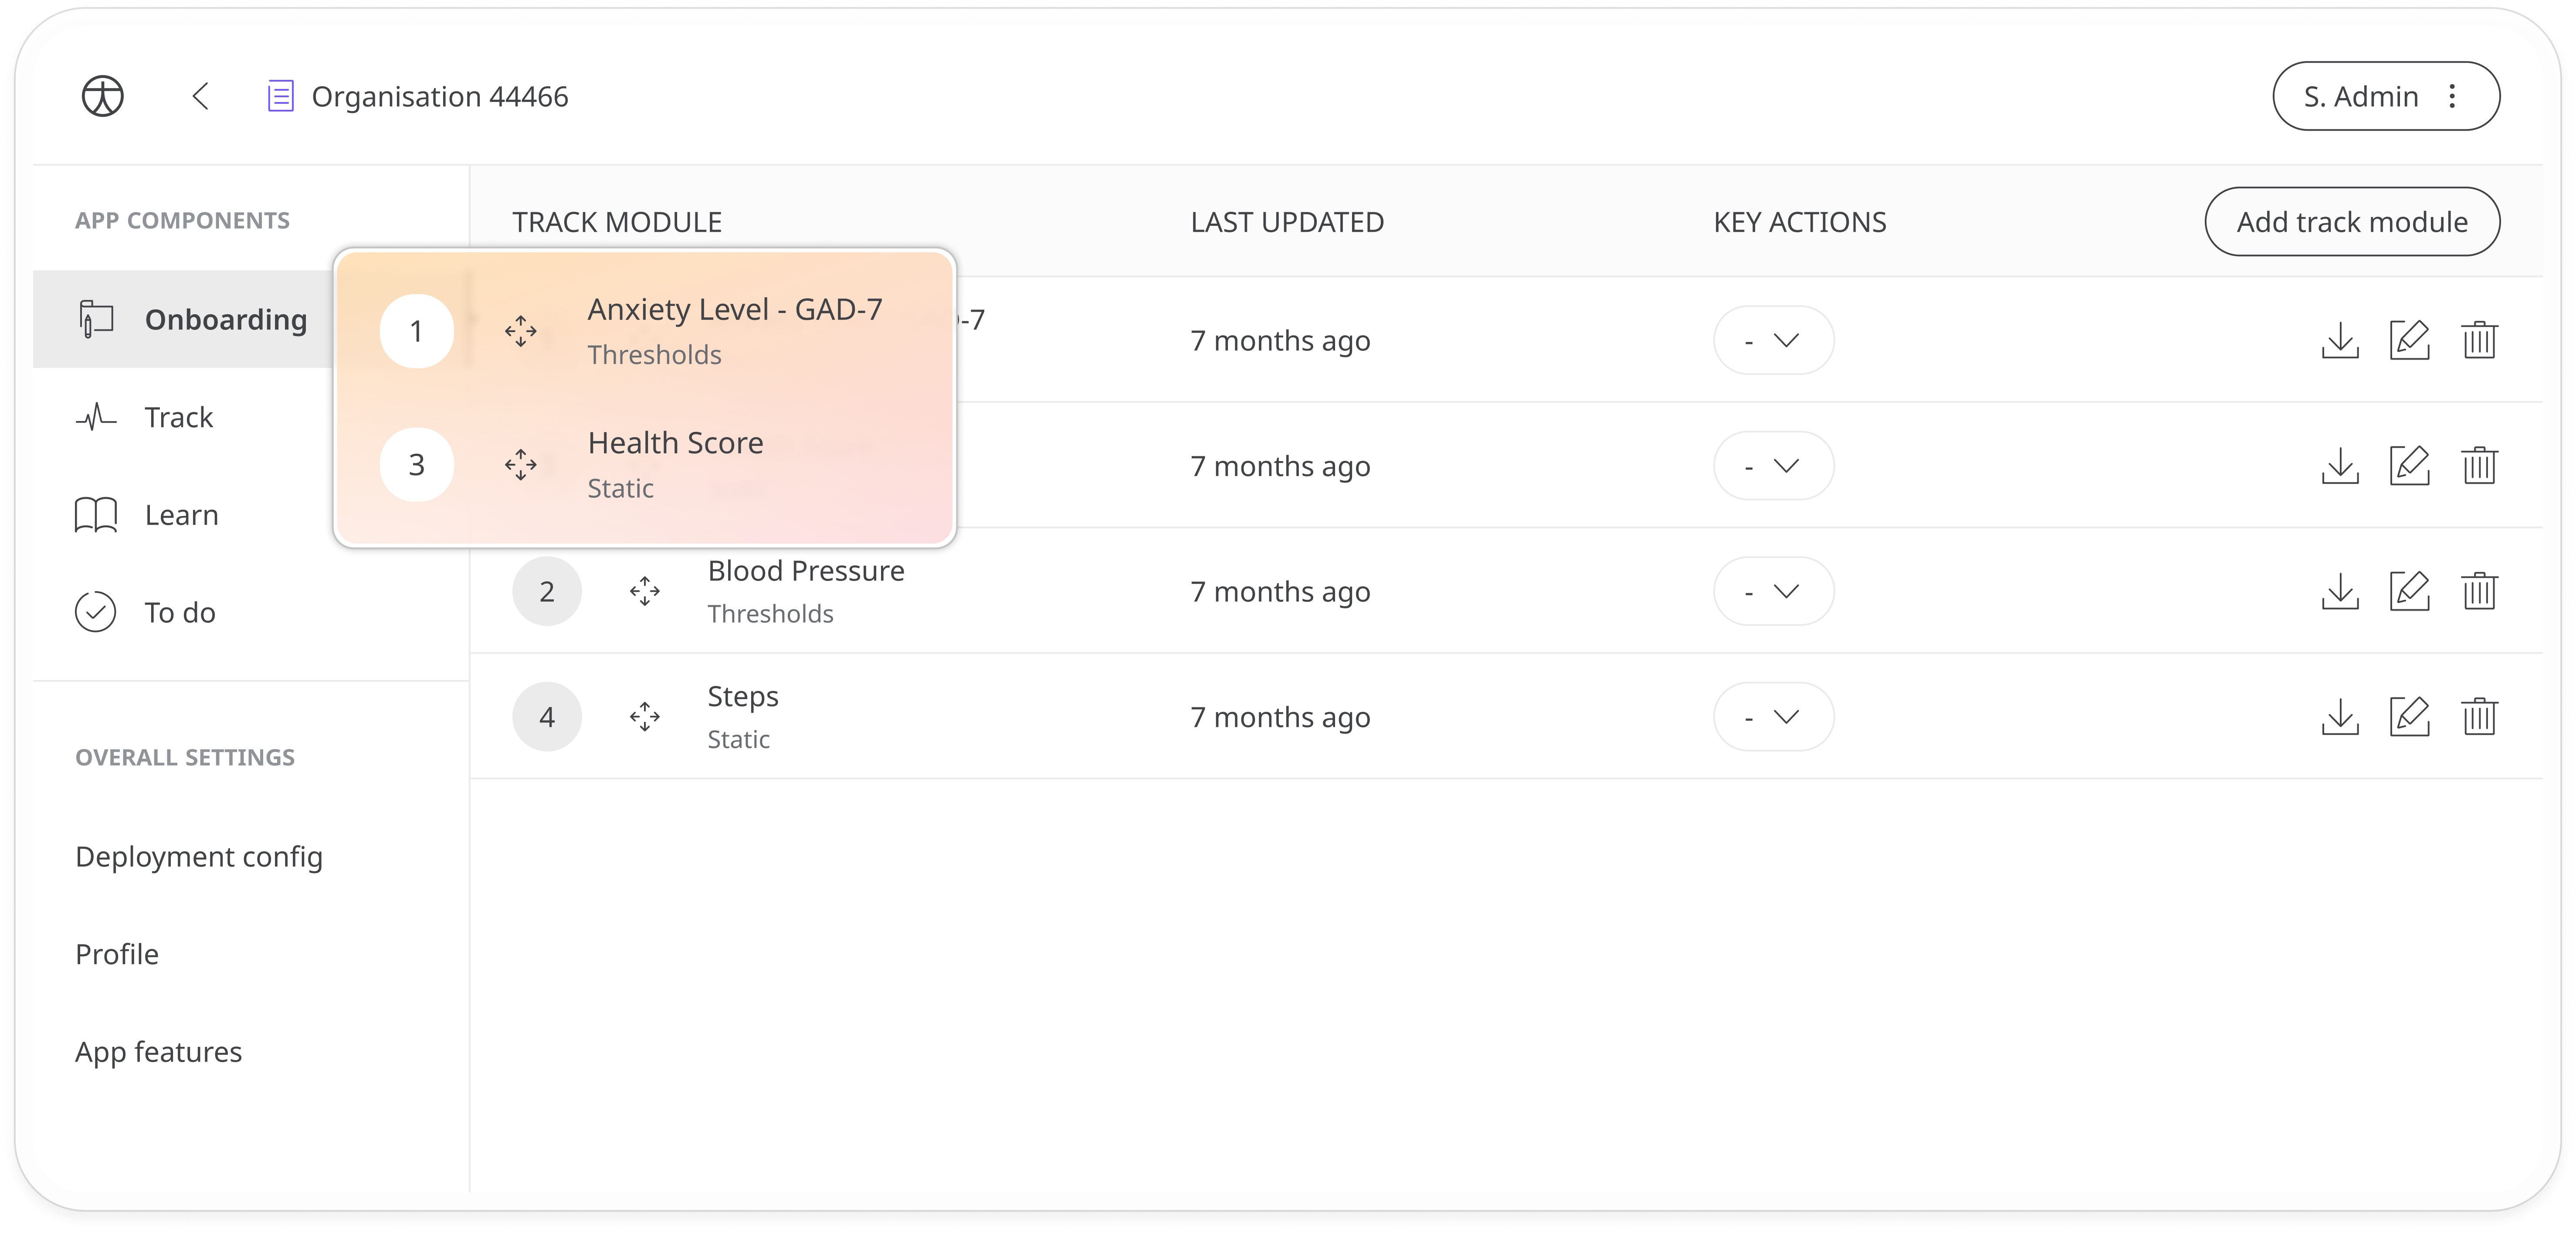 Organisation 44466
S. Admin
APP COMPONENTS
Onboarding
Track
Learn
To do
OVERALL SETTINGS
Deployment config
Profile
App features
TRACK MODULE
LAST UPDATED
KEY ACTIONS
Add track module
1
Anxiety Level - GAD-7
Thresholds
-7
7 months ago
-
3
Health Score
Static
7 months ago
-
2
Blood Pressure
Thresholds
7 months ago
-
4
Steps
Static
7 months ago
-